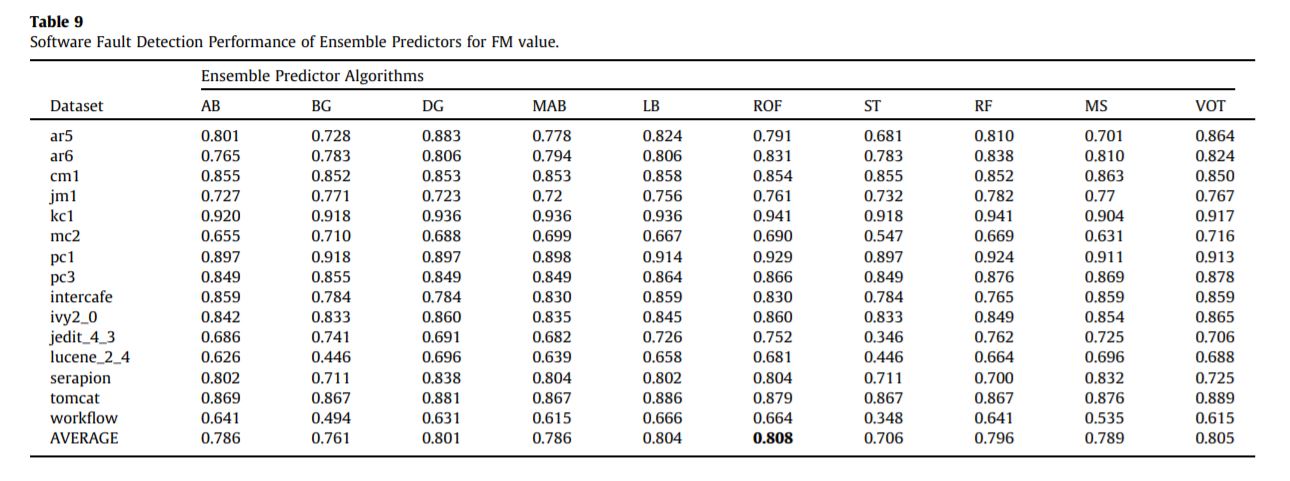 Table 9
Software Fault Detection Performance of Ensemble Predictors for FM value.
Ensemble Predictor Algorithms
Dataset AB BG DG MAB LB ROF ST RF MS VOT
ar5 0.801 0.728 0.883 0.778 0.824 0.791 0.681 0.810 0.701 0.864
ar6 0.765 0.783 0.806 0.794 0.806 0.831 0.783 0.838 0.810 0.824
cm1 0.855 0.852 0.853 0.853 0.858 0.854 0.855 0.852 0.863 0.850
jm1 0.727 0.771 0.723 0.72 0.756 0.761 0.732 0.782 0.77 0.767
kc1 0.920 0.918 0.936 0.936 0.936 0.941 0.918 0.941 0.904 0.917
mc2 0.655 0.710 0.688 0.699 0.667 0.690 0.547 0.669 0.631 0.716
pc1 0.897 0.918 0.897 0.898 0.914 0.929 0.897 0.924 0.911 0.913
pc3 0.849 0.855 0.849 0.849 0.864 0.866 0.849 0.876 0.869 0.878
intercafe 0.859 0.784 0.784 0.830 0.859 0.830 0.784 0.765 0.859 0.859
ivy2_0 0.842 0.833 0.860 0.835 0.845 0.860 0.833 0.849 0.854 0.865
jedit_4_3 0.686 0.741 0.691 0.682 0.726 0.752 0.346 0.762 0.725 0.706
lucene_2_4 0.626 0.446 0.696 0.639 0.658 0.681 0.446 0.664 0.696 0.688
serapion 0.802 0.711 0.838 0.804 0.802 0.804 0.711 0.700 0.832 0.725
tomcat 0.869 0.867 0.881 0.867 0.886 0.879 0.867 0.867 0.876 0.889
workflow 0.641 0.494 0.631 0.615 0.666 0.664 0.348 0.641 0.535 0.615
AVERAGE 0.786 0.761 0.801 0.786 0.804 0.808 0.706 0.796 0.789 0.805